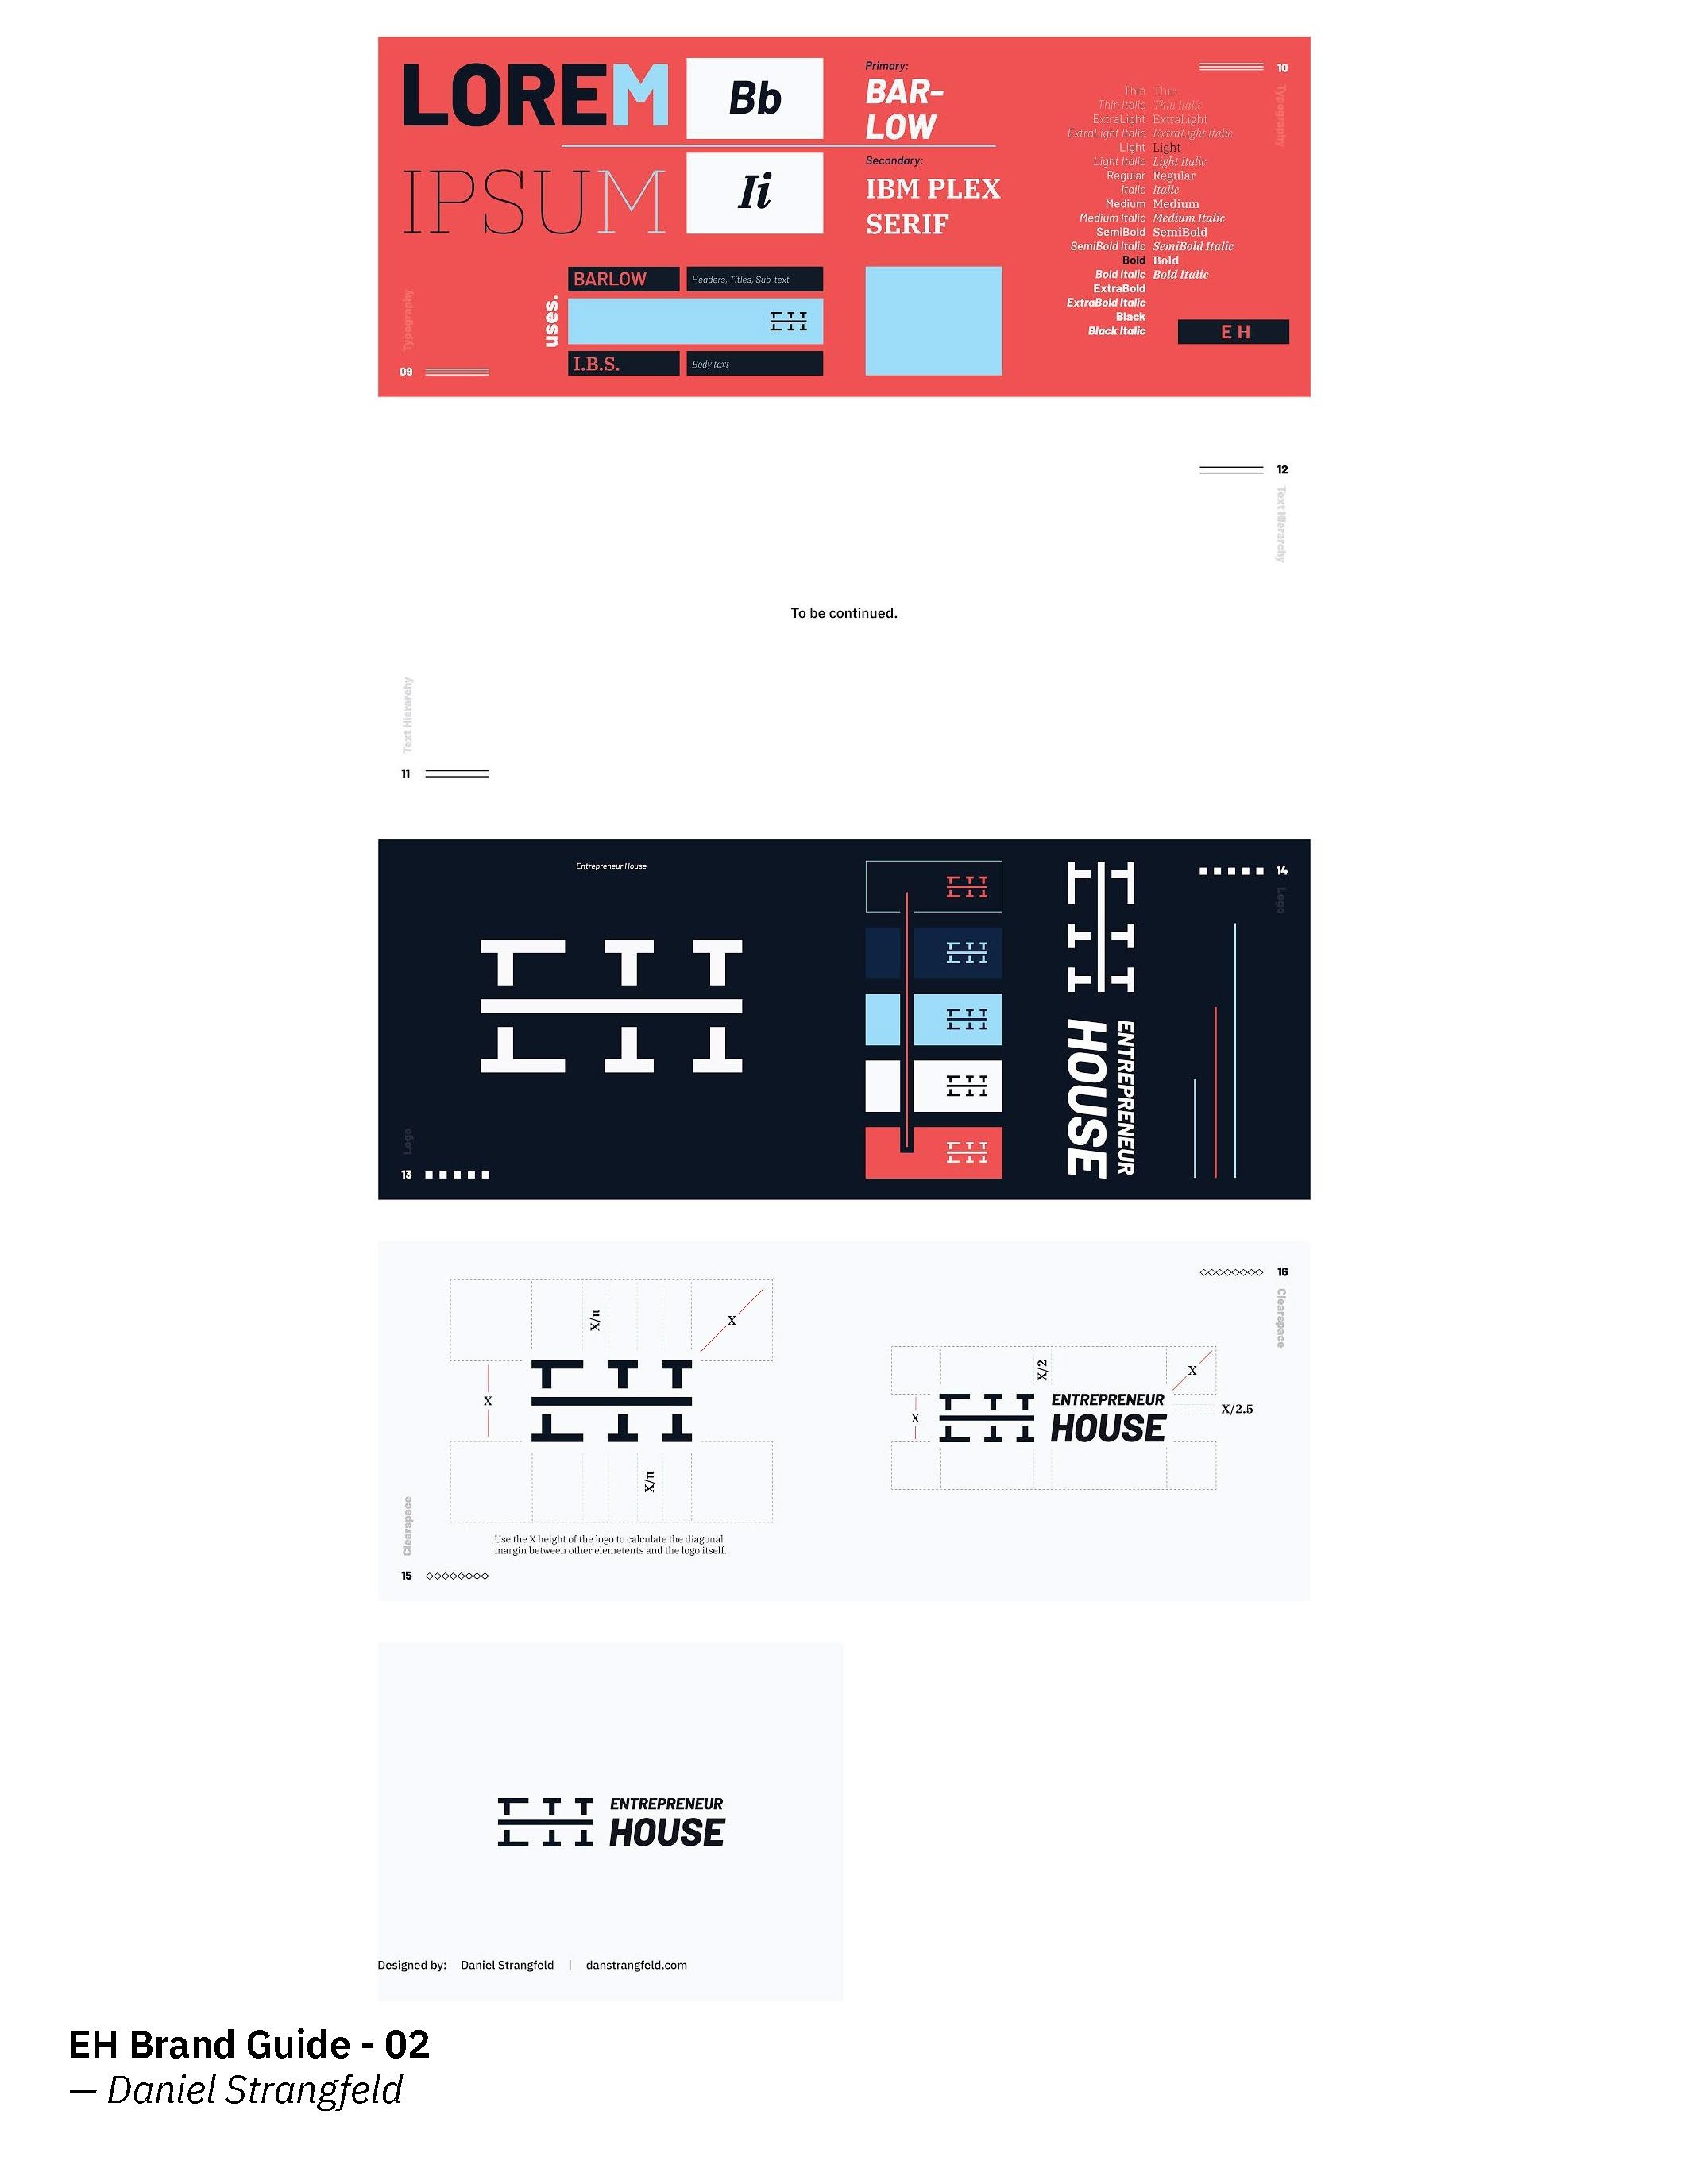 LOREM
IPSUM
Bb
Ii
Primary:
BAR-
LOW
Secondary:
IBM PLEX
SERIF
uses.
BARLOW
Headers, Titles, Sub-text
I.B.S.
Body text
Typography
09
Thin Thin
Thin Italic Thin Italic
ExtraLight ExtraLight
ExtraLight Italic ExtraLight Italic
Light Light
Light Italic Light Italic
Regular Regular
Italic Italic
Medium Medium
Medium Italic Medium Italic
SemiBold SemiBold
SemiBold Italic SemiBold Italic
Bold Bold
Bold Italic Bold Italic
ExtraBold
ExtraBold Italic
Black
Black Italic
E H
10
Typography
12
Text Hierarchy
To be continued.
Text Hierarchy
11
Entrepreneur House
Logo
13
ENTREPRENEUR
HOUSE
14
Logo
X/π
X
X
X/π
Use the X height of the logo to calculate the diagonal
margin between other elemetents and the logo itself.
Clearspace
15
16
Clearspace
X/2
X
X
ENTREPRENEUR
HOUSE
X/2.5
ENTREPRENEUR
HOUSE
Designed by: Daniel Strangfeld | danstrangfeld.com
EH Brand Guide - 02
— Daniel Strangfeld